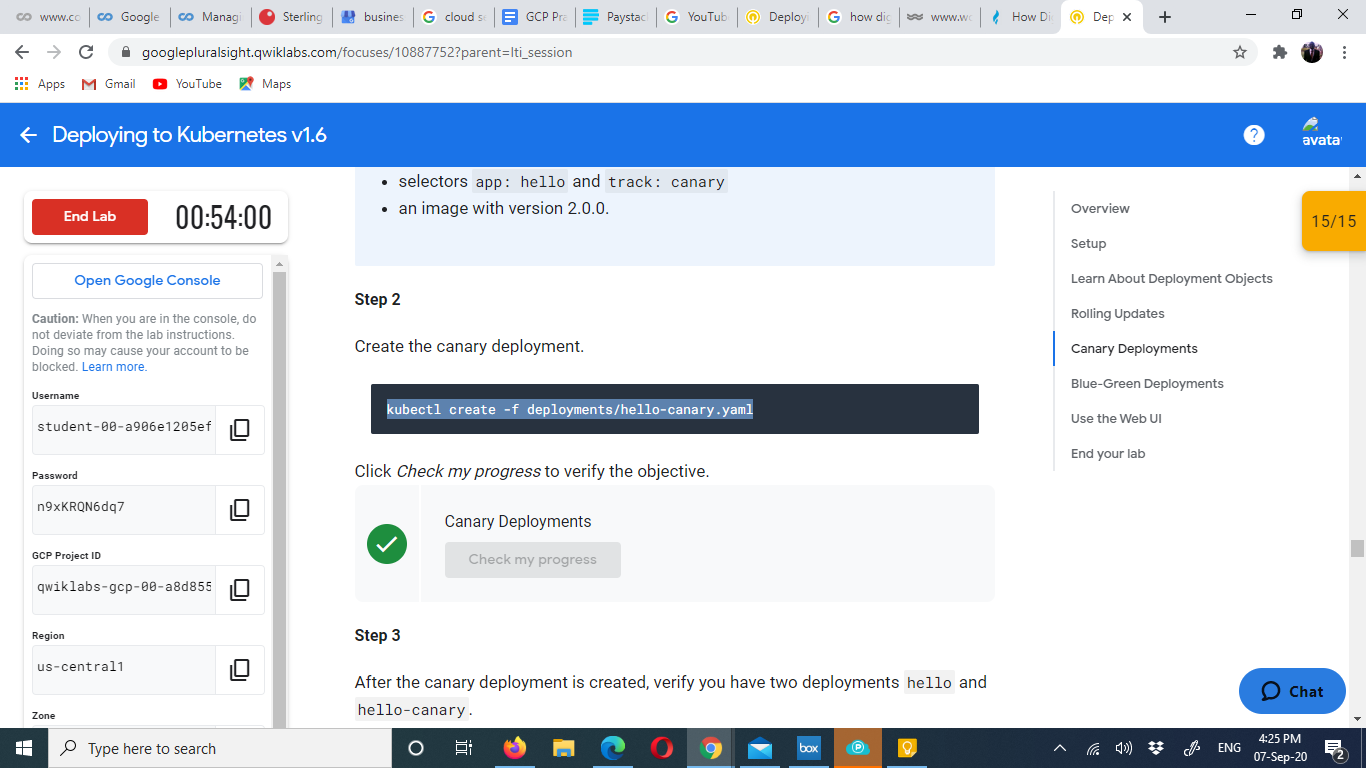 www.co
Google
Managi
Sterling
busines
cloud se
GCP Pra
Paystac
YouTub
Deployi
how dig
www.wo
How Di
Dep
googlepluralsight.qwiklabs.com/focuses/10887752?parent=lti_session
Apps
Gmail
YouTube
Maps
Deploying to Kubernetes v1.6
avata
End Lab
00:54:00
Open Google Console
Caution: When you are in the console, do
not deviate from the lab instructions.
Doing so may cause your account to be
blocked. Learn more.
Username
student-00-a906e1205ef
Password
n9xKRQN6dq7
GCP Project ID
qwiklabs-gcp-00-a8d855
Region
us-central1
Zone
selectors app: hello and track: canary
an image with version 2.0.0.
Step 2
Create the canary deployment.
kubectl create -f deployments/hello-canary.yaml
Click Check my progress to verify the objective.
Canary Deployments
Check my progress
Step 3
After the canary deployment is created, verify you have two deployments hello and
hello-canary.
Overview
Setup
Learn About Deployment Objects
Rolling Updates
Canary Deployments
Blue-Green Deployments
Use the Web UI
End your lab
15/15
Chat
Type here to search
box
ENG
4:25 PM
07-Sep-20
2